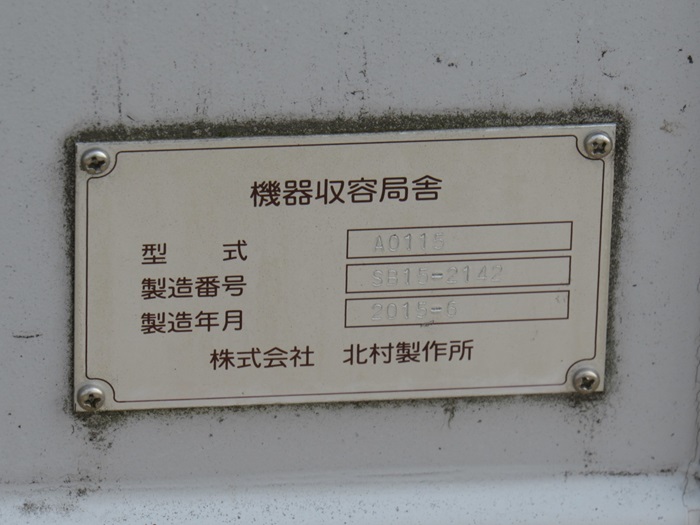 機器収容局舎
型 式 A0115
製造番号 SB15-2142
製造年月 2015-6
株式会社 北村製作所